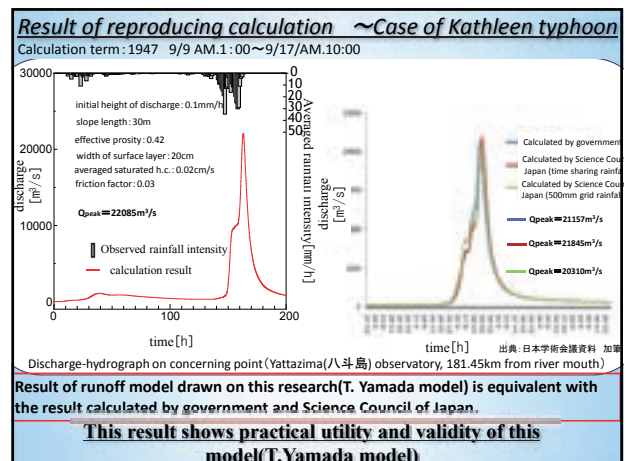 Result of reproducing calculation ～Case of Kathleen typhoon
Calculation term：1947 9/9 AM.1：00～9/17/AM.10:00
30000
20000
10000
0
discharge
[m³/s]
initial height of discharge：0.1mm/h
slope length：30m
effective prosity：0.42
width of surface layer：20cm
averaged saturated h.c.：0.02cm/s
friction factor：0.03
Qpeak＝22085m³/s
Observed rainfall intensity
calculation result
0
10
20
30
40
50
Averaged rainfall intensity[mm/h]
0 100 200
time[h]
discharge
[m³/s]
Calculated by government
Calculated by Science Coun
Japan (time sharing rainfa
Calculated by Science Coun
Japan (500mm grid rainfal
Qpeak＝21157m³/s
Qpeak＝21845m³/s
Qpeak＝20310m³/s
time[h]
出典：日本学術会議資料 加筆
Discharge-hydrograph on concerning point(Yattazima(八斗島) observatory, 181.45km from river mouth)
Result of runoff model drawn on this research(T. Yamada model) is equivalent with
the result calculated by government and Science Council of Japan.
This result shows practical utility and validity of this
model(T.Yamada model)